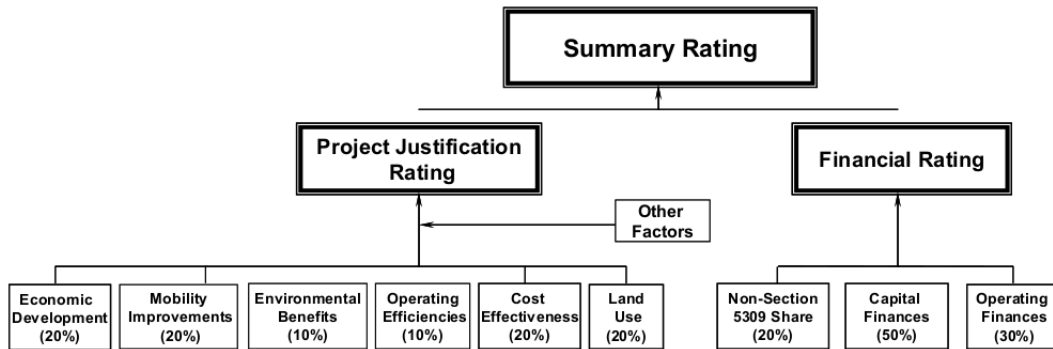 Summary Rating
Project Justification
Rating
Financial Rating
Other
Factors
Economic
Development
(20%)
Mobility
Improvements
(20%)
Environmental
Benefits
(10%)
Operating
Efficiencies
(10%)
Cost
Effectiveness
(20%)
Land
Use
(20%)
Non-Section
5309 Share
(20%)
Capital
Finances
(50%)
Operating
Finances
(30%)